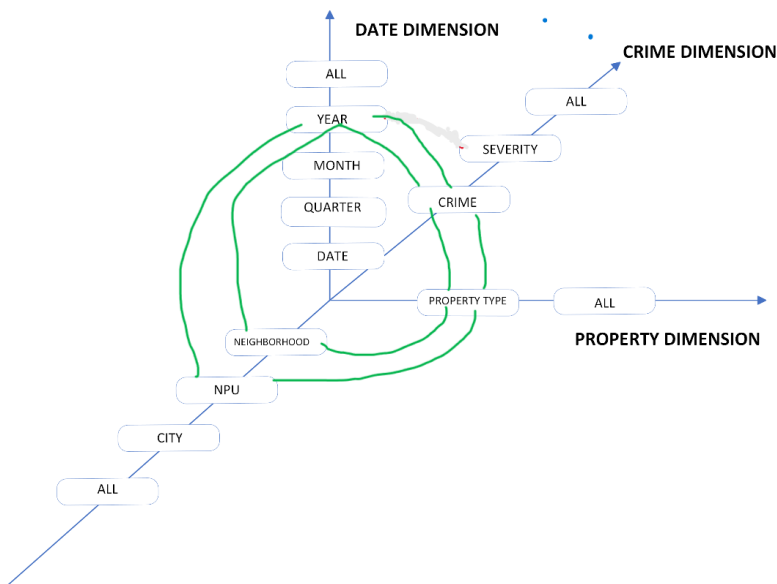 DATE DIMENSION
CRIME DIMENSION
ALL
ALL
YEAR
SEVERITY
MONTH
CRIME
QUARTER
DATE
PROPERTY TYPE
ALL
PROPERTY DIMENSION
NEIGHBORHOOD
NPU
CITY
ALL